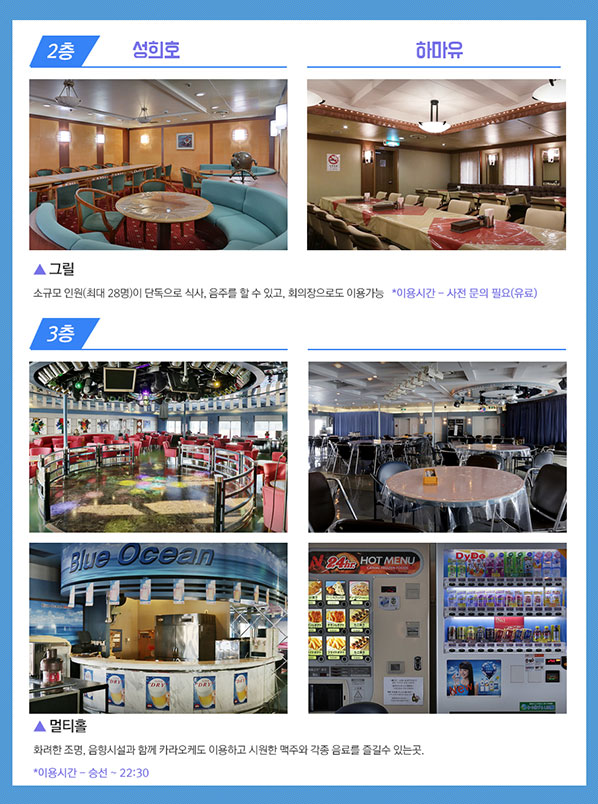 2층 성희호 하마유
▲ 그릴
소규모 인원(최대 28명)이 단독으로 식사, 음주를 할 수 있고, 회의장으로도 이용가능 *이용시간 – 사전 문의 필요(유료)
3층
Blue Ocean
DRY
DRY
DRY
24
HOT MENU
DyDo
▲ 멀티홀
화려한 조명, 음향시설과 함께 카라오케도 이용하고 시원한 맥주와 각종 음료를 즐길수 있는곳.
*이용시간 – 승선 ~ 22:30